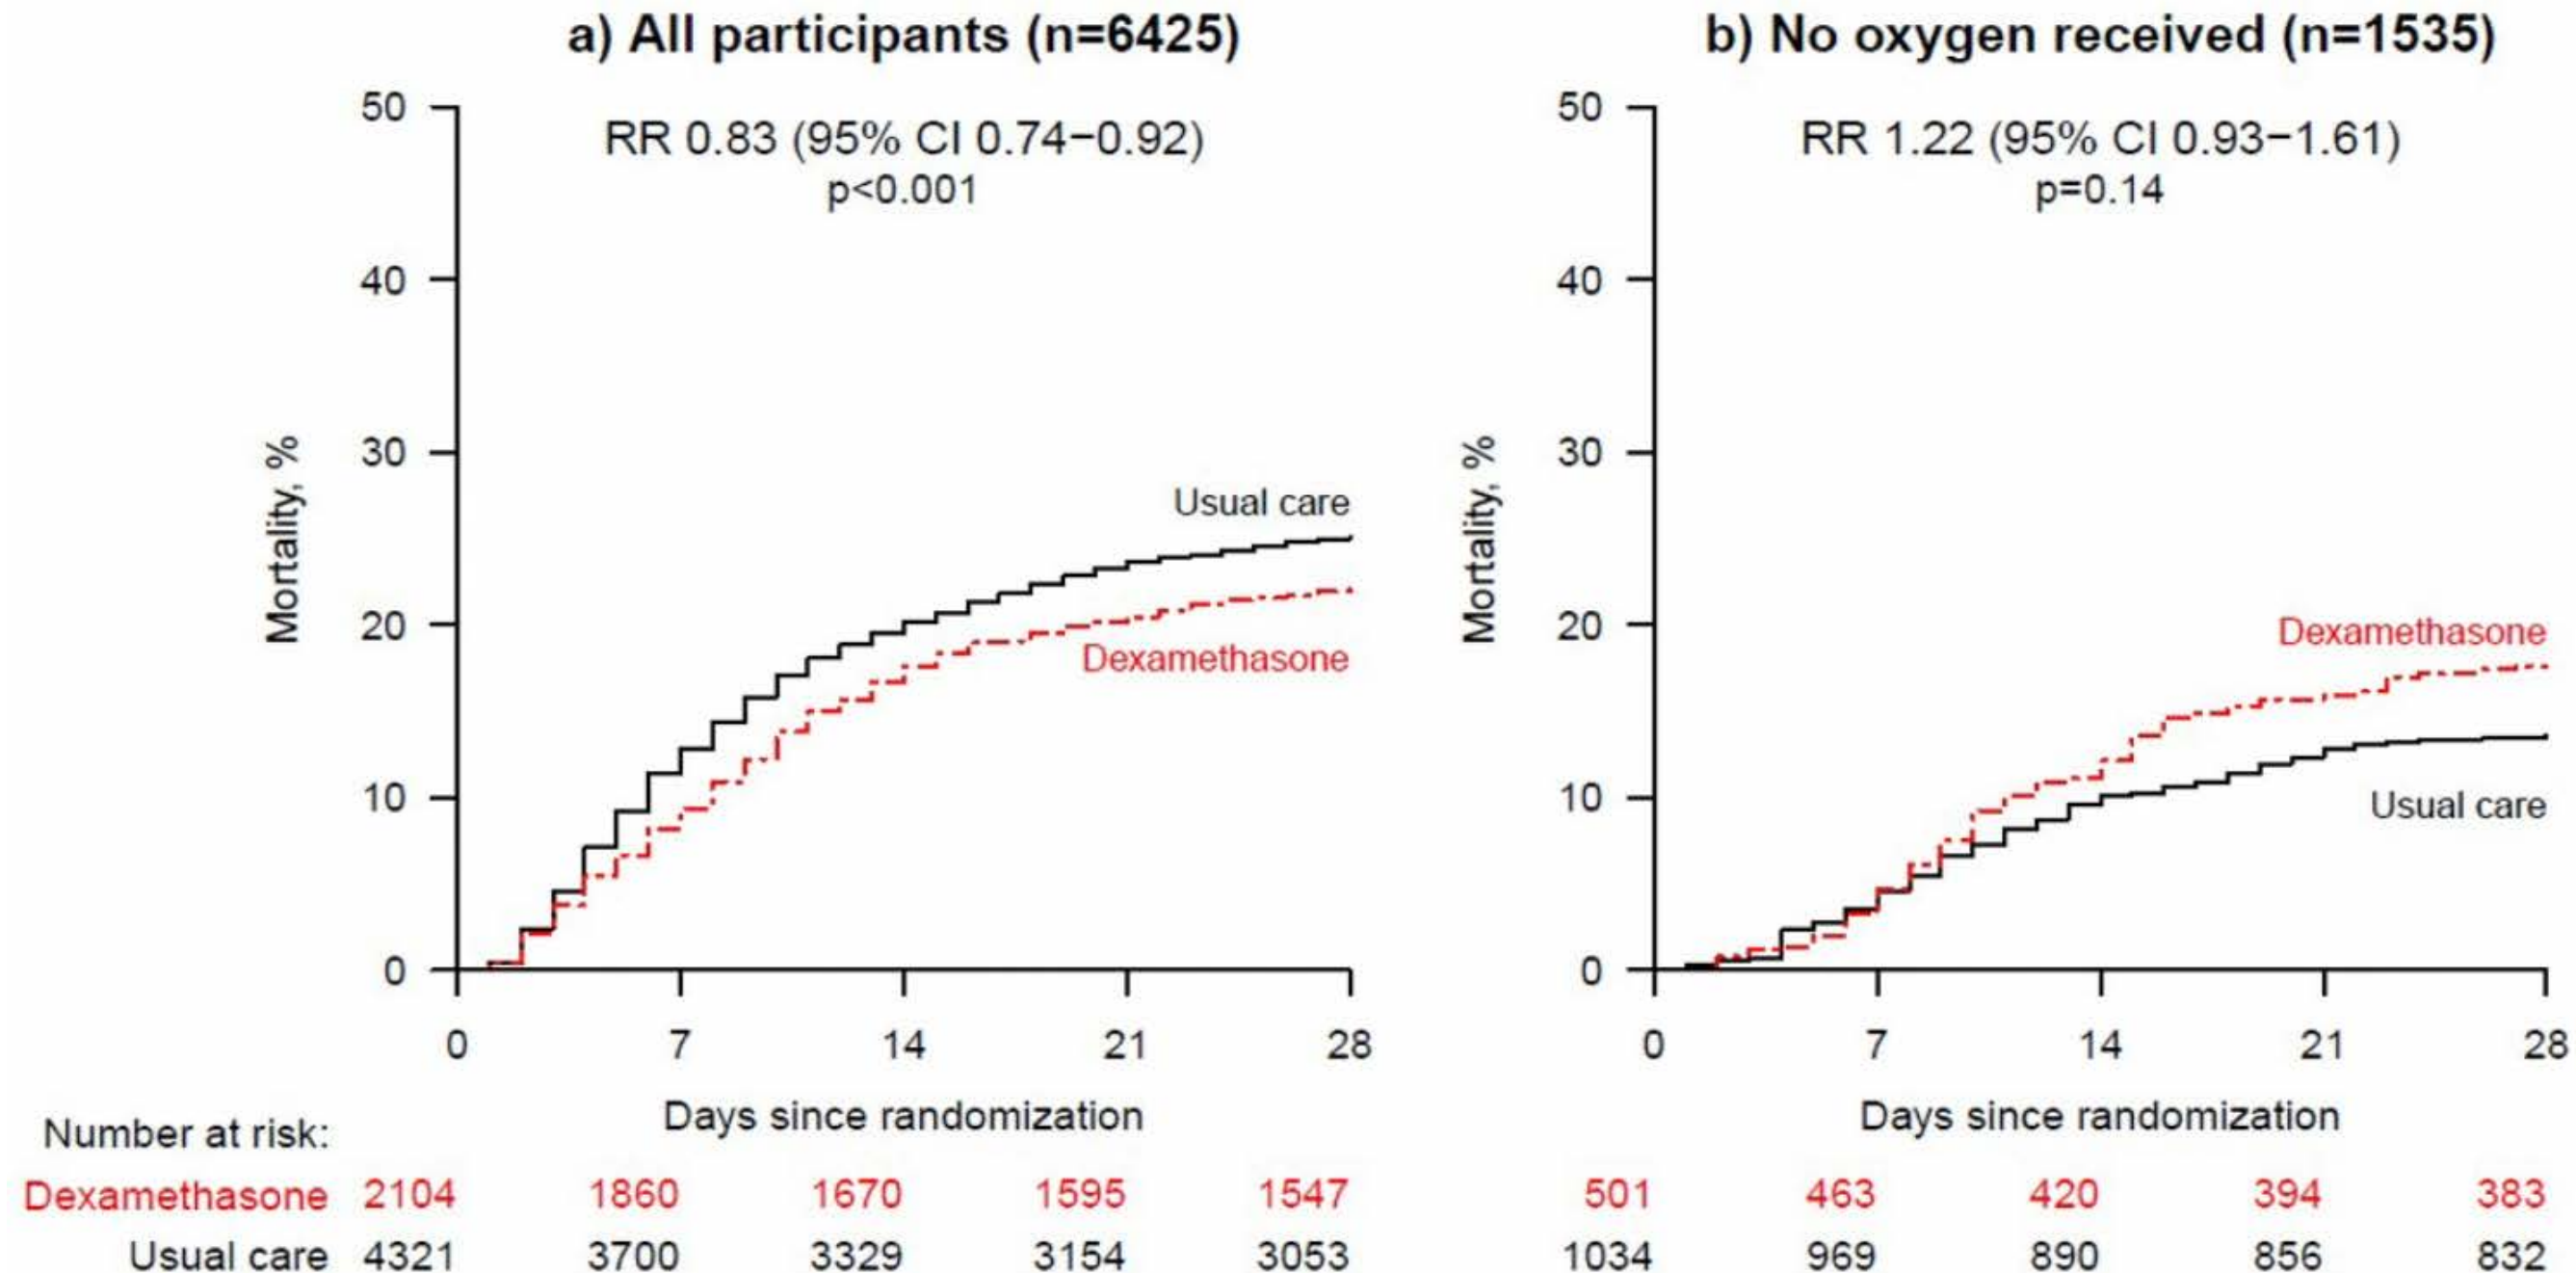 a) All participants (n=6425)
RR 0.83 (95% CI 0.74−0.92)
p<0.001
Mortality, %
50
40
30
20
10
0
Usual care
Dexamethasone
0 7 14 21 28
Days since randomization
b) No oxygen received (n=1535)
RR 1.22 (95% CI 0.93−1.61)
p=0.14
Mortality, %
50
40
30
20
10
0
Dexamethasone
Usual care
0 7 14 21 28
Days since randomization
Number at risk:
Dexamethasone 2104 1860 1670 1595 1547 501 463 420 394 383
Usual care 4321 3700 3329 3154 3053 1034 969 890 856 832